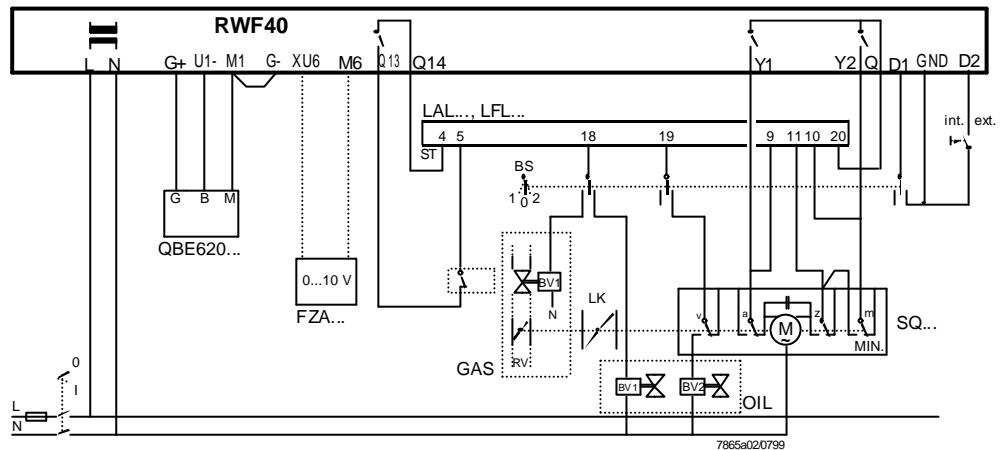 RWF40
L N G+ U1- M1 G- XU6 M6 Q13 Q14 Y1 Y2 Q D1 GND D2
int. ext.
LAL..., LFL...
4 5 18 19 9 11 10 20
ST
BS
1 0 2
G B M
QBE620...
0...10 V
FZA...
BV1
N
LK
RV
GAS
v a M ~ z m
MIN.
SQ...
BV1 BV2
OIL
0
I
L
N
7865a02/0799